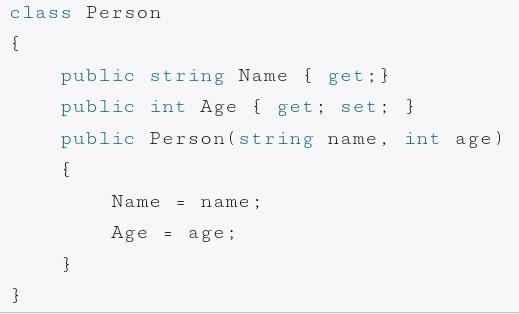 class Person
{
public string Name { get;}
public int Age { get; set; }
public Person(string name, int age)
{
Name = name;
Age = age;
}
}